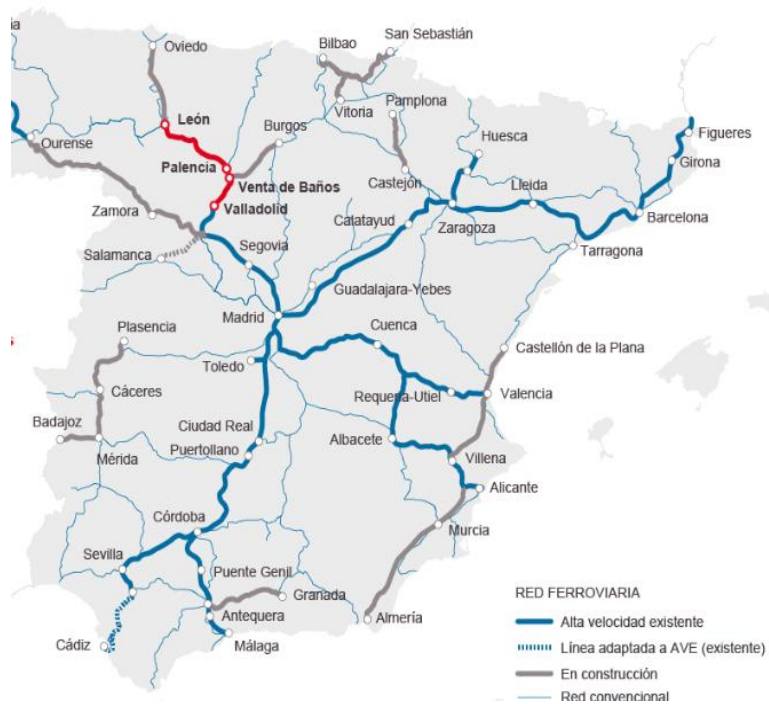 San Sebastián
Bilbao
Oviedo
Pamplona
León
Vitoria
Burgos
Huesca
Figueres
Ourense
Palencia
Girona
Venta de Baños
Castejón
Lleida
Zamora
Valladolid
Catatayud
Barcelona
Zaragoza
Salamanca
Segovia
Tarragona
Guadalajara-Yebes
Madrid
Plasencia
Cuenca
Castellón de la Plana
Toledo
Cáceres
Requena-Utiel
Valencia
Badajoz
Ciudad Real
Albacete
Puertollano
Mérida
Villena
Alicante
Córdoba
Murcia
Sevilla
Puente Genil
Granada
Antequera
Almería
Cádiz
Málaga
RED FERROVIARIA
Alta velocidad existente
Línea adaptada a AVE (existente)
En construcción
Red convencional